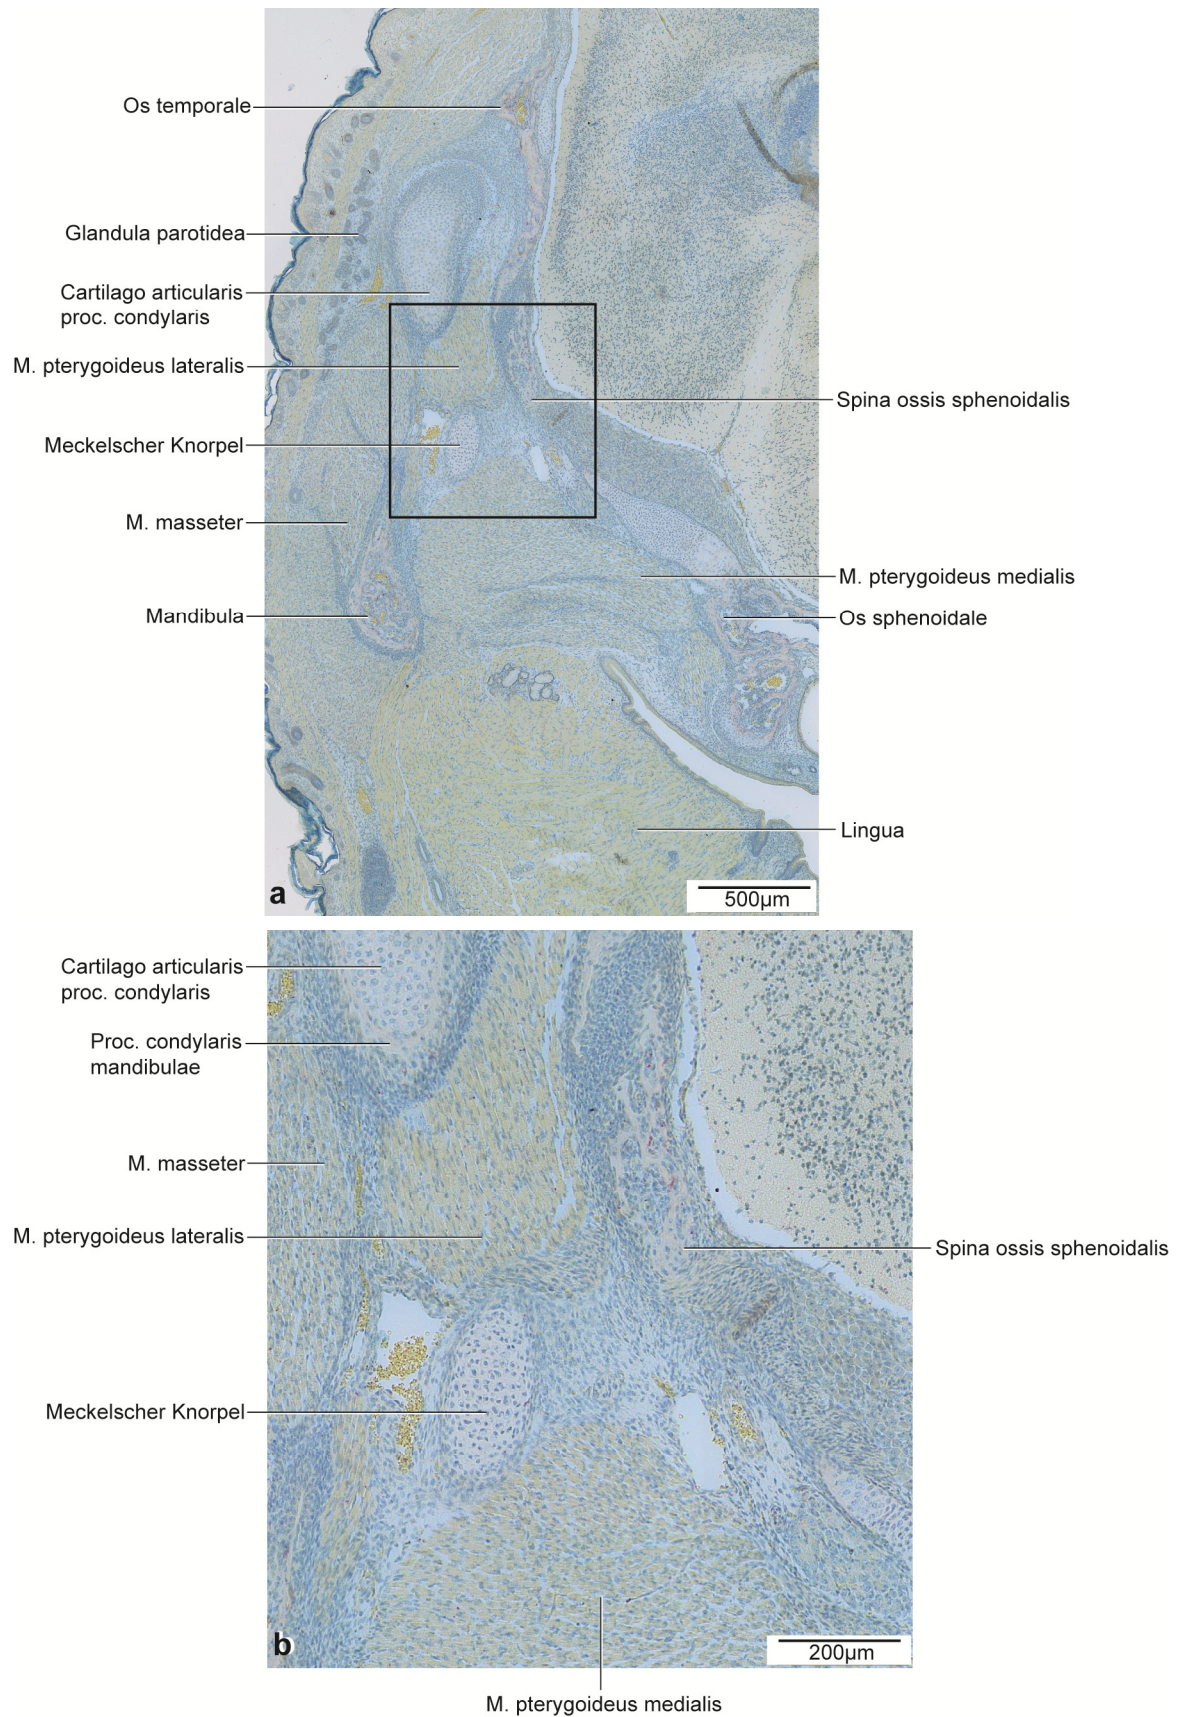 Os temporale
Glandula parotidea
Cartilago articularis
proc. condylaris
M. pterygoideus lateralis
Spina ossis sphenoidalis
Meckelscher Knorpel
M. masseter
M. pterygoideus medialis
Mandibula
Os sphenoidale
Lingua
a
500µm
Cartilago articularis
proc. condylaris
Proc. condylaris
mandibulae
M. masseter
M. pterygoideus lateralis
Spina ossis sphenoidalis
Meckelscher Knorpel
b
200µm
M. pterygoideus medialis